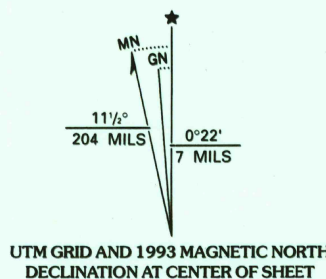 MN
GN
11½°
204 MILS
0°22'
7 MILS
UTM GRID AND 1993 MAGNETIC NORTH
DECLINATION AT CENTER OF SHEET